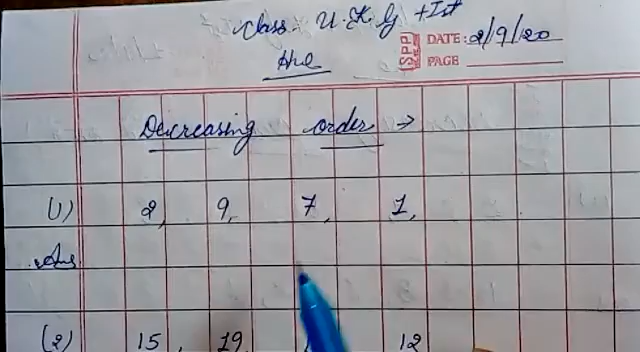 Class. U.K.G + Ist
ISPP DATE: 2/9/20
PAGE
Decreasing order →
(1) 2, 9, 7, 1,
Ans
(2) 15, 19, 12